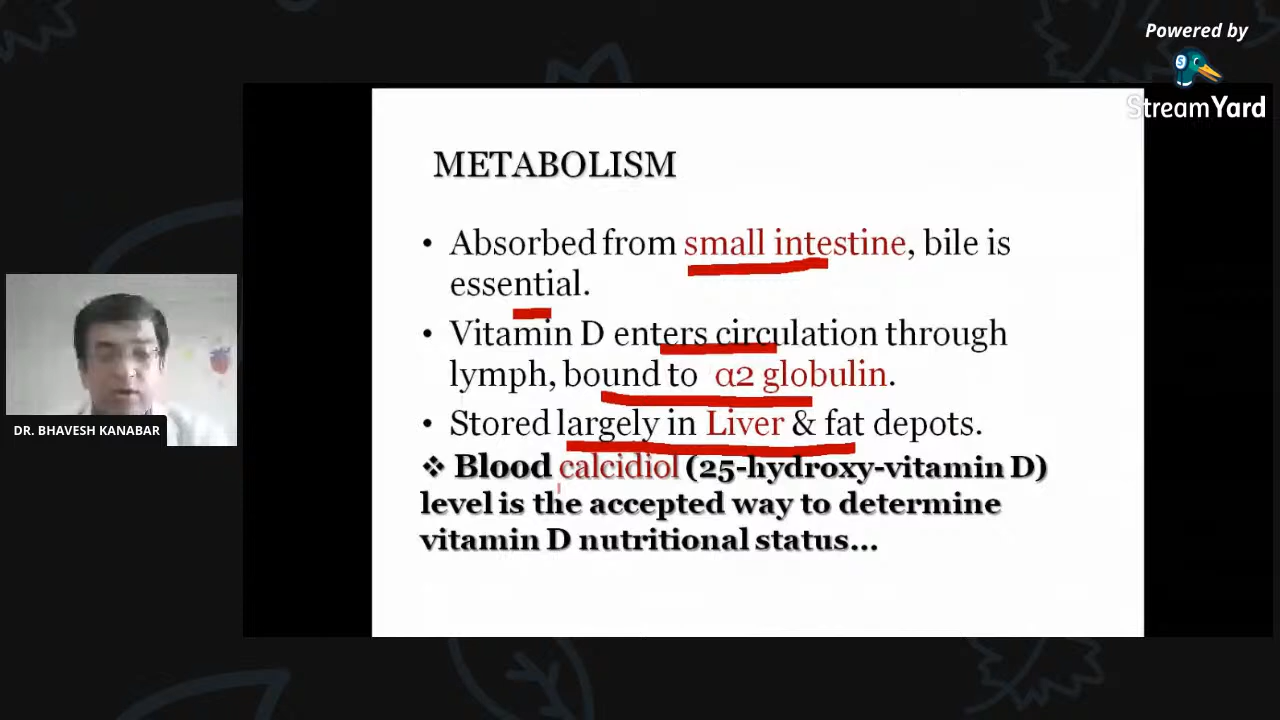 Powered by
StreamYard
METABOLISM
• Absorbed from small intestine, bile is
essential.
• Vitamin D enters circulation through
lymph, bound to α2 globulin.
• Stored largely in Liver & fat depots.
❖ Blood calcidiol (25-hydroxy-vitamin D)
level is the accepted way to determine
vitamin D nutritional status...
DR. BHAVESH KANABAR